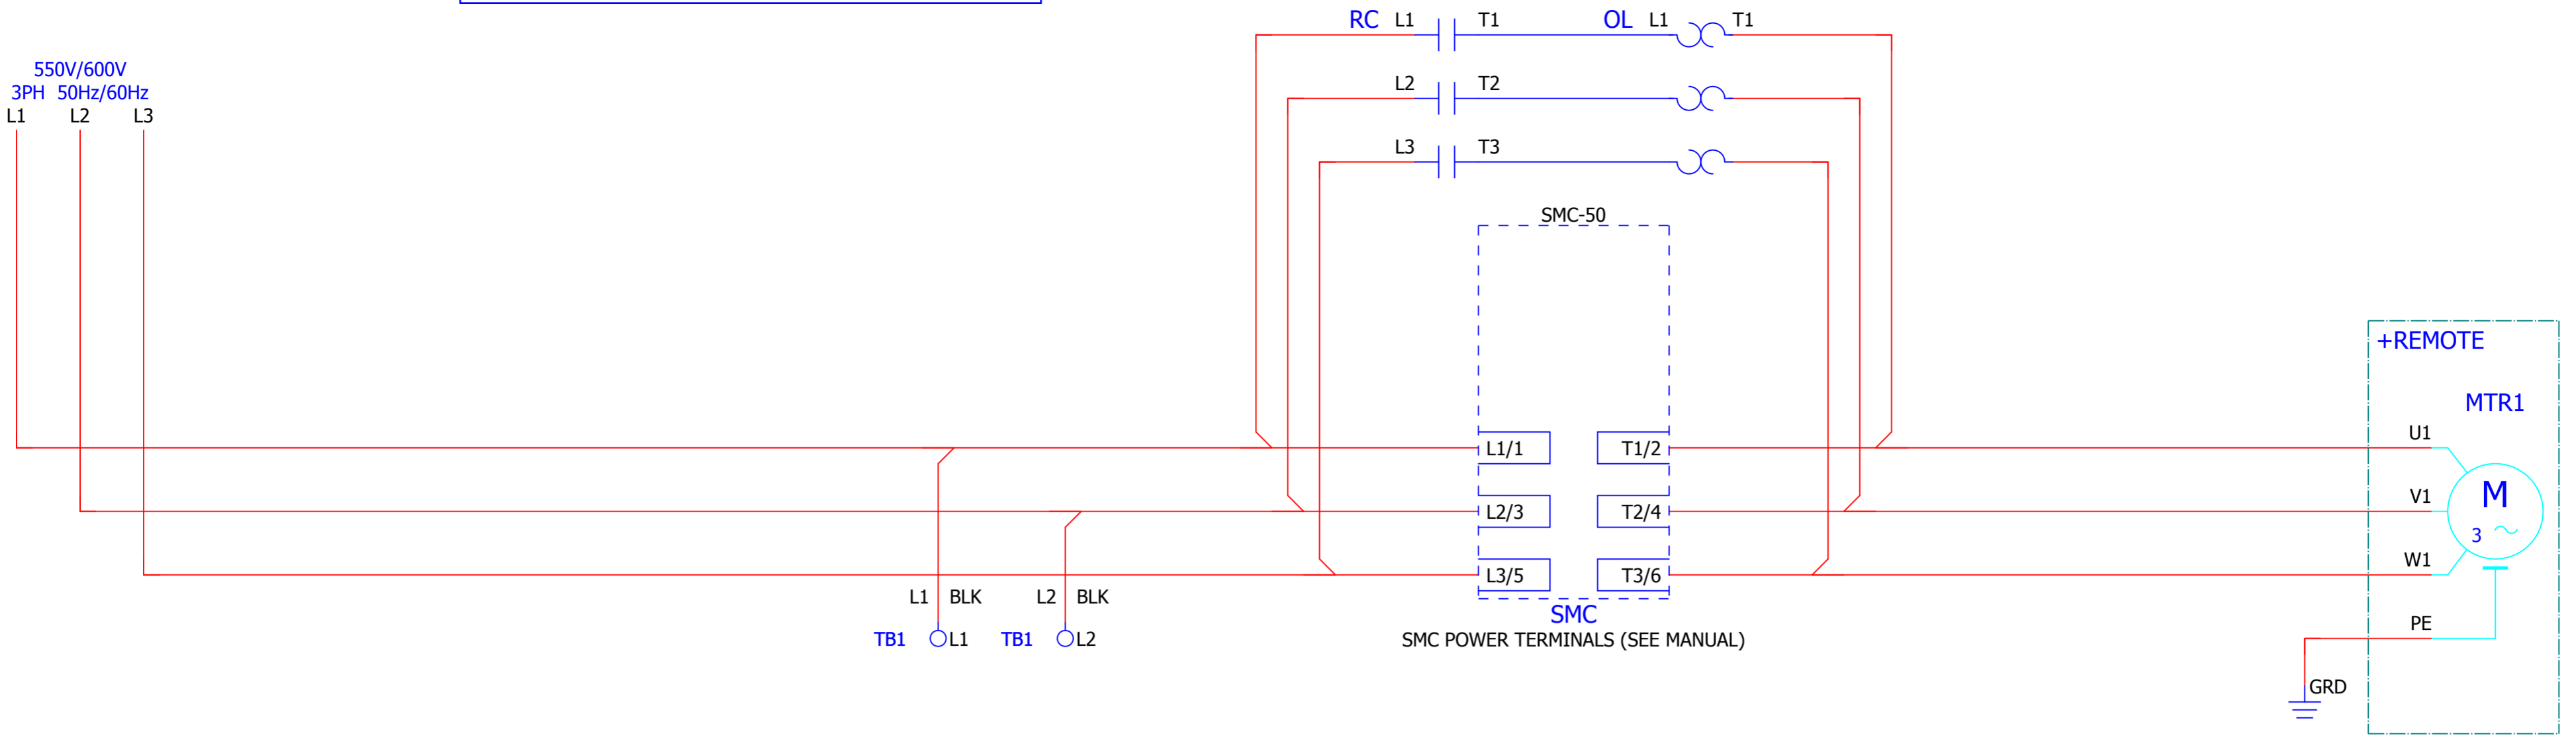 RC L1 T1 OL L1 T1
550V/600V
3PH 50Hz/60Hz
L1 L2 L3
L2 T2
L3 T3
SMC-50
+REMOTE
MTR1
U1
L1/1 T1/2
V1
M
3
L2/3 T2/4
W1
L3/5 T3/6
L1 BLK L2 BLK
SMC
TB1 L1 TB1 L2
SMC POWER TERMINALS (SEE MANUAL)
PE
GRD